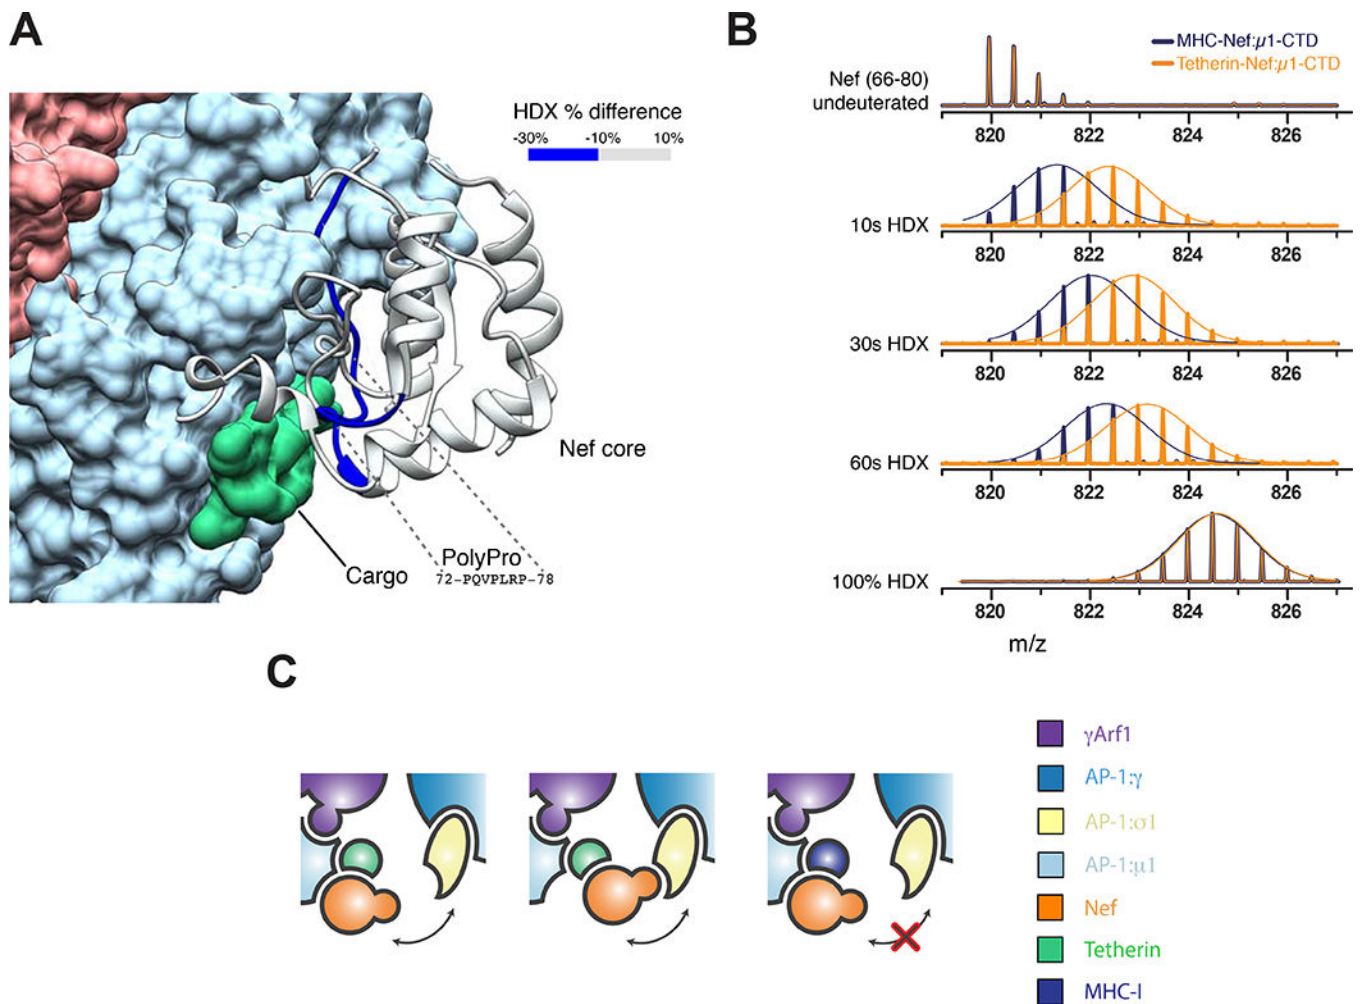 A
HDX % difference
-30% -10% 10%
Nef core
PolyPro
Cargo
72-PQVPLRP-78
B
MHC-Nef:µ1-CTD
Tetherin-Nef:µ1-CTD
Nef (66-80)
undeuterated
820 822 824 826
10s HDX
820 822 824 826
30s HDX
820 822 824 826
60s HDX
820 822 824 826
100% HDX
820 822 824 826
m/z
C
γArf1
AP-1:γ
AP-1:σ1
AP-1:µ1
Nef
Tetherin
MHC-I